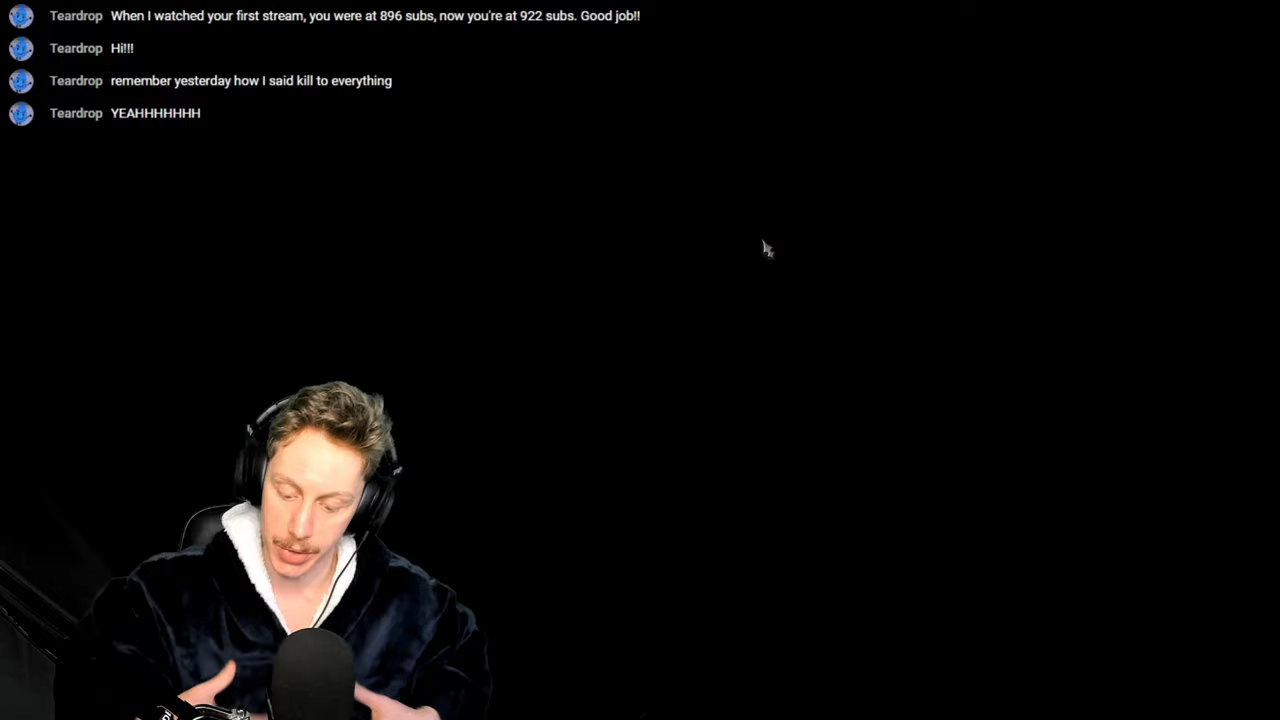 Teardrop When I watched your first stream, you were at 896 subs, now you're at 922 subs. Good job!!
Teardrop Hi!!!
Teardrop remember yesterday how I said kill to everything
Teardrop YEAHHHHHHH